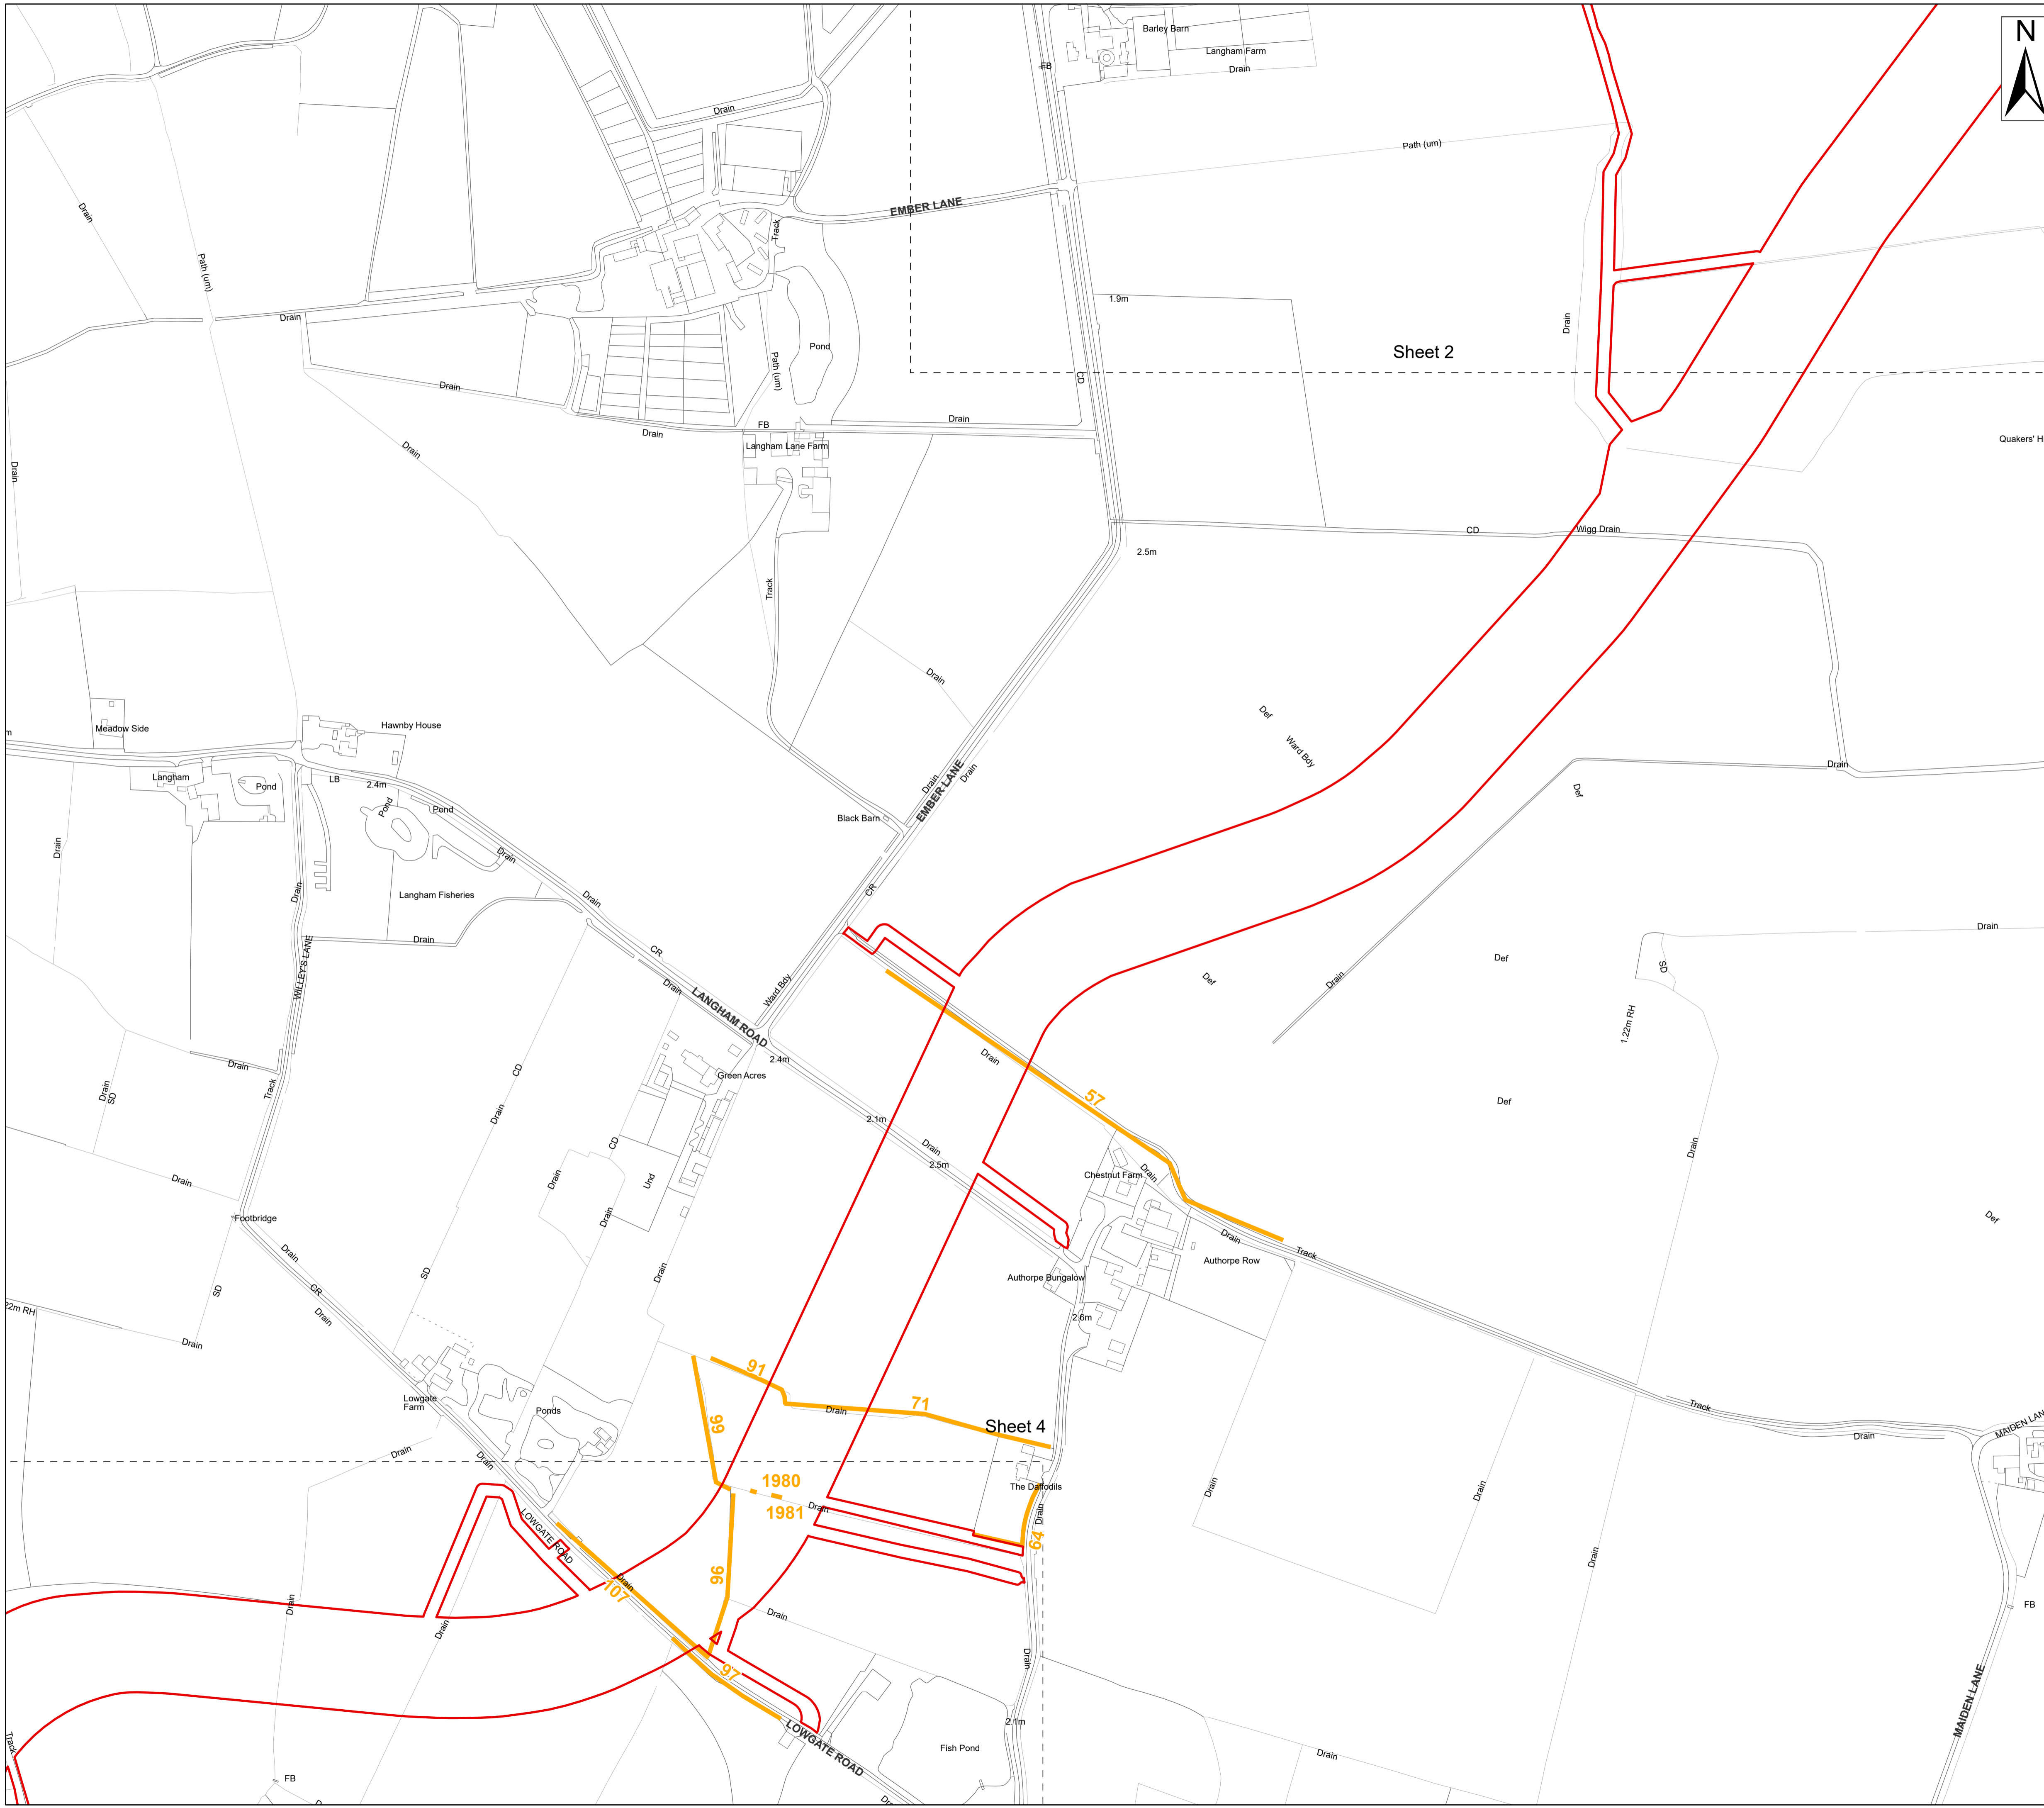 Barley Barn
N
Langham Farm
FB
Drain
Drain
Path (um)
Drain
EMBER LANE
Track
Path (um)
1.9m
Drain
Drain
Pond
Sheet 2
Path (um)
CD
Drain
Drain
FB
Drain
Drain
Quakers' H
Drain
Langham Lane Farm
Drain
CD
Wigg Drain
2.5m
Track
Drain
Def
Hawnby House
Meadow Side
m
Ward Bdy
Drain
Langham
LB
2.4m
Pond
Drain
EMBER LANE
Drain
Def
Pond
Pond
Black Barn
Drain
Drain
CR
Drain
Langham Fisheries
Drain
Drain
Drain
CR
Def
SD
WILLEY'S LANE
Def
Drain
Drain
Ward Bdy
LANGHAM ROAD
1.22m RH
2.4m
Drain
Drain
CD
Green Acres
Track
Drain
SD
57
Def
Drain
2.1m
CD
Drain
Drain
2.5m
Chestnut Farm
Drain
Drain
Drain
Und
Footbridge
Drain
Def
Drain
Drain
Track
Authorpe Row
SD
Drain
Authorpe Bungalow
CR
SD
22m RH
Drain
2.6m
Drain
91
Lowgate
Farm
71
Track
Ponds
Drain
99
Sheet 4
MAIDEN LAN
Drain
Drain
Drain
1980
The Daffodils
Drain
Drain
1981
Drain
Drain
LOWGATE ROAD
64
Drain
96
Drain
107
Drain
Drain
FB
Drain
Drain
97
MAIDEN LANE
2.1m
Track
LOWGATE ROAD
Fish Pond
Drain
FB